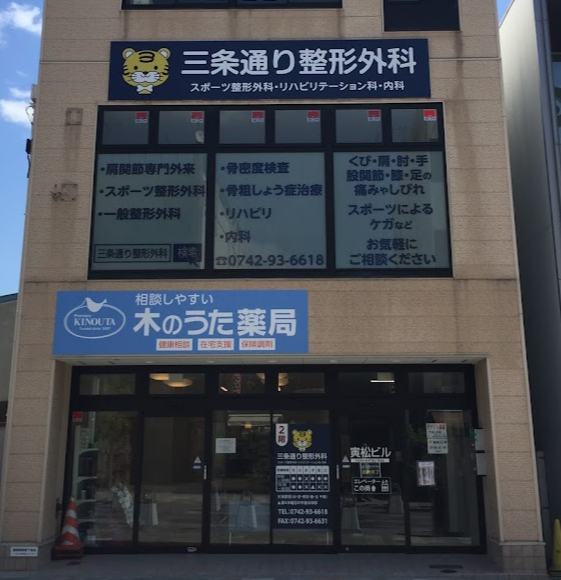 三条通り整形外科
スポーツ整形外科・リハビリテーション科・内科
・肩関節専門外来
・スポーツ整形外科
・一般整形外科
三条通り整形外科 検索
・骨密度検査
・骨粗しょう症治療
・リハビリ
・内科
☎0742-93-6618
くび・肩・肘・手
股関節・膝・足の
痛みやしびれ
スポーツによる
ケガなど
お気軽に
ご相談ください
KINOUTA
相談しやすい
木のうた薬局
健康相談 在宅支援 保険調剤
2階
三条通り整形外科
TEL:0742-93-6618
FAX:0742-93-6631
寅松ビル
エレベーター
この奥